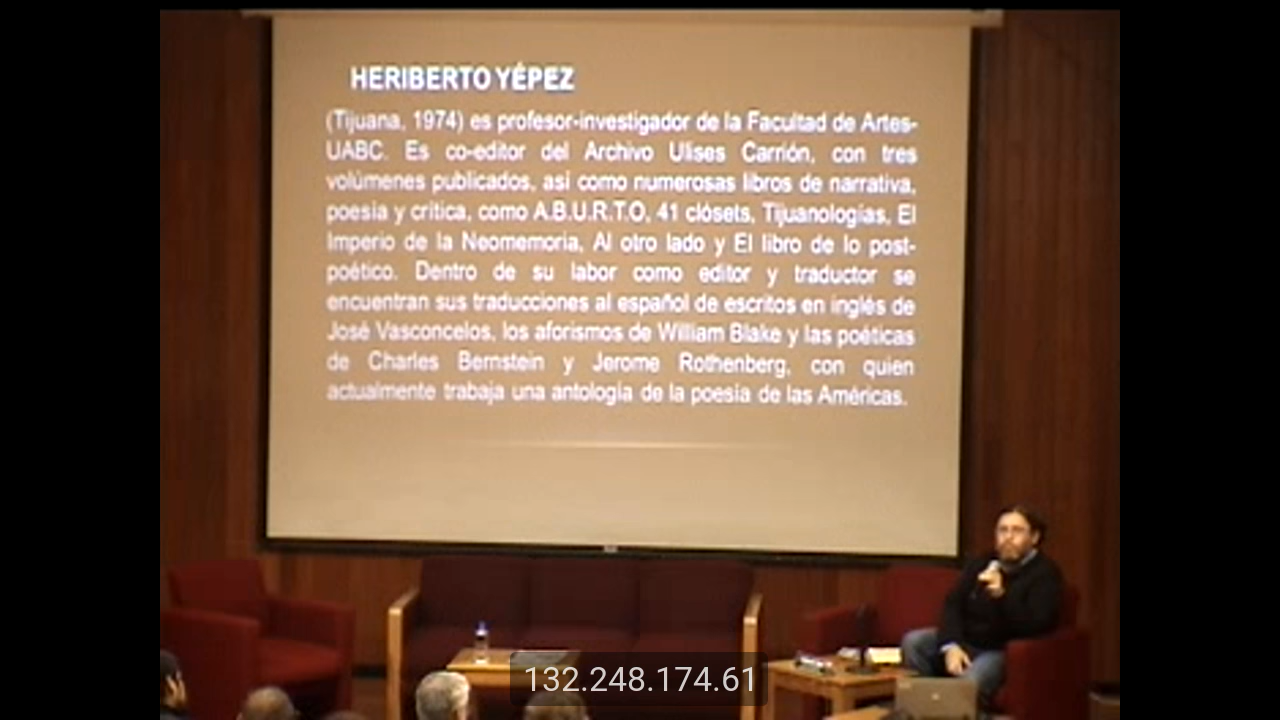 HERIBERTO YÉPEZ
(Tijuana, 1974) es profesor-investigador de la Facultad de Artes-
UABC. Es co-editor del Archivo Ulises Carrión, con tres
volúmenes publicados, así como numerosas libros de narrativa,
poesía y crítica, como A.B.U.R.T.O, 41 clósets, Tijuanologías, El
Imperio de la Neomemoria, Al otro lado y El libro de lo post-
poético. Dentro de su labor como editor y traductor se
encuentran sus traducciones al español de escritos en inglés de
José Vasconcelos, los aforismos de William Blake y las poéticas
de Charles Bernstein y Jerome Rothenberg, con quien
actualmente trabaja una antología de la poesía de las Américas.
132.248.174.61